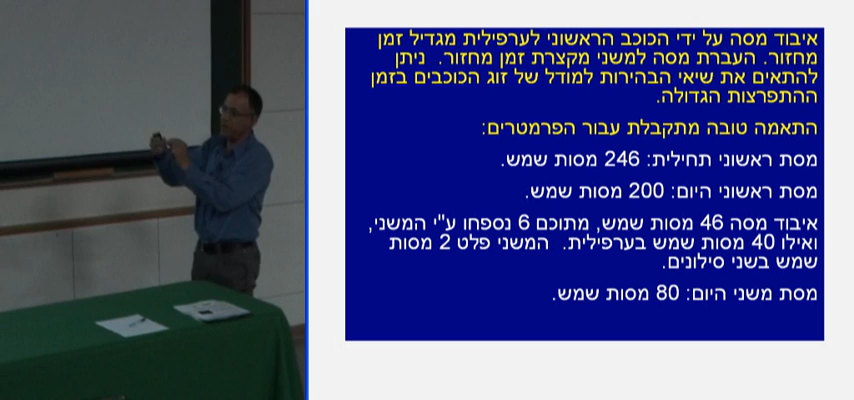 איבוד מסה על ידי הכוכב הראשוני לערפילית מגדיל זמן
מחזור. העברת מסה למשני מקצרת זמן מחזור. ניתן
להתאים את שיאי הבהירות למודל של זוג הכוכבים בזמן
ההתפרצות הגדולה.
התאמה טובה מתקבלת עבור הפרמטרים:
מסת ראשוני תחילית: 246 מסות שמש.
מסת ראשוני היום: 200 מסות שמש.
איבוד מסה 46 מסות שמש, מתוכם 6 נספחו ע"י המשני,
ואילו 40 מסות שמש בערפילית. המשני פלט 2 מסות
שמש בשני סילונים.
מסת משני היום: 80 מסות שמש.